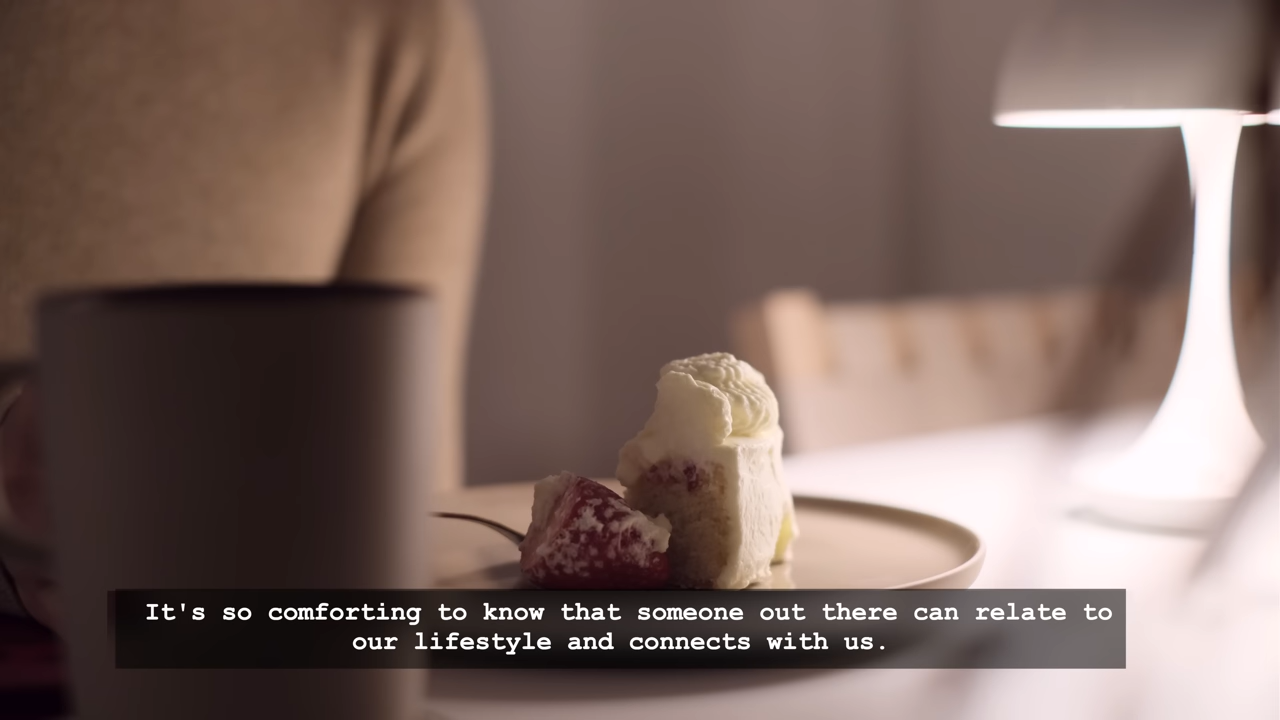 It's so comforting to know that someone out there can relate to
our lifestyle and connects with us.